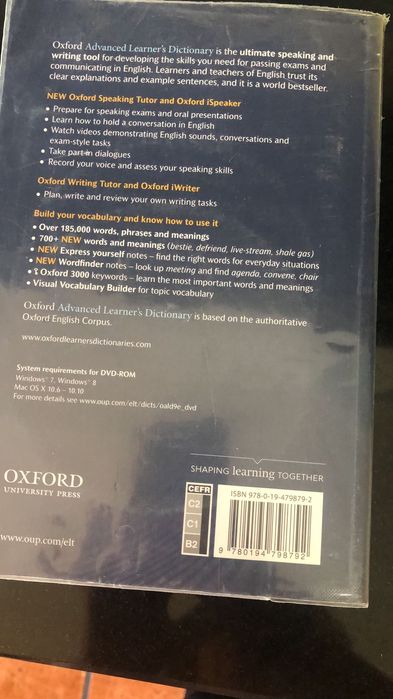 Oxford Advanced Learner's Dictionary is the ultimate speaking and
writing tool for developing the skills you need for passing exams and
communicating in English. Learners and teachers of English trust its
clear explanations and example sentences, and it is a world bestseller.
NEW Oxford Speaking Tutor and Oxford iSpeaker
• Prepare for speaking exams and oral presentations
• Learn how to hold a conversation in English
• Watch videos demonstrating English sounds, conversations and
exam-style tasks
• Take part in dialogues
• Record your voice and assess your speaking skills
Oxford Writing Tutor and Oxford iWriter
• Plan, write and review your own writing tasks
Build your vocabulary and know how to use it
• Over 185,000 words, phrases and meanings
• 700+ NEW words and meanings (bestie, defriend, live-stream, shale gas)
• NEW Express yourself notes – find the right words for everyday situations
• NEW Wordfinder notes – look up meeting and find agenda, convene, chair
• Oxford 3000 keywords – learn the most important words and meanings
• Visual Vocabulary Builder for topic vocabulary
Oxford Advanced Learner's Dictionary is based on the authoritative
Oxford English Corpus.
www.oxfordlearnersdictionaries.com
System requirements for DVD-ROM
Windows™ 7, Windows™ 8
Mac OS X 10.6 – 10.10
For more details see www.oup.com/elt/dicts/oald9e_dvd
SHAPING learning TOGETHER
OXFORD
UNIVERSITY PRESS
www.oup.com/elt
CEFR
C2
C1
B2
ISBN 978-0-19-479879-2
9 780194 798792